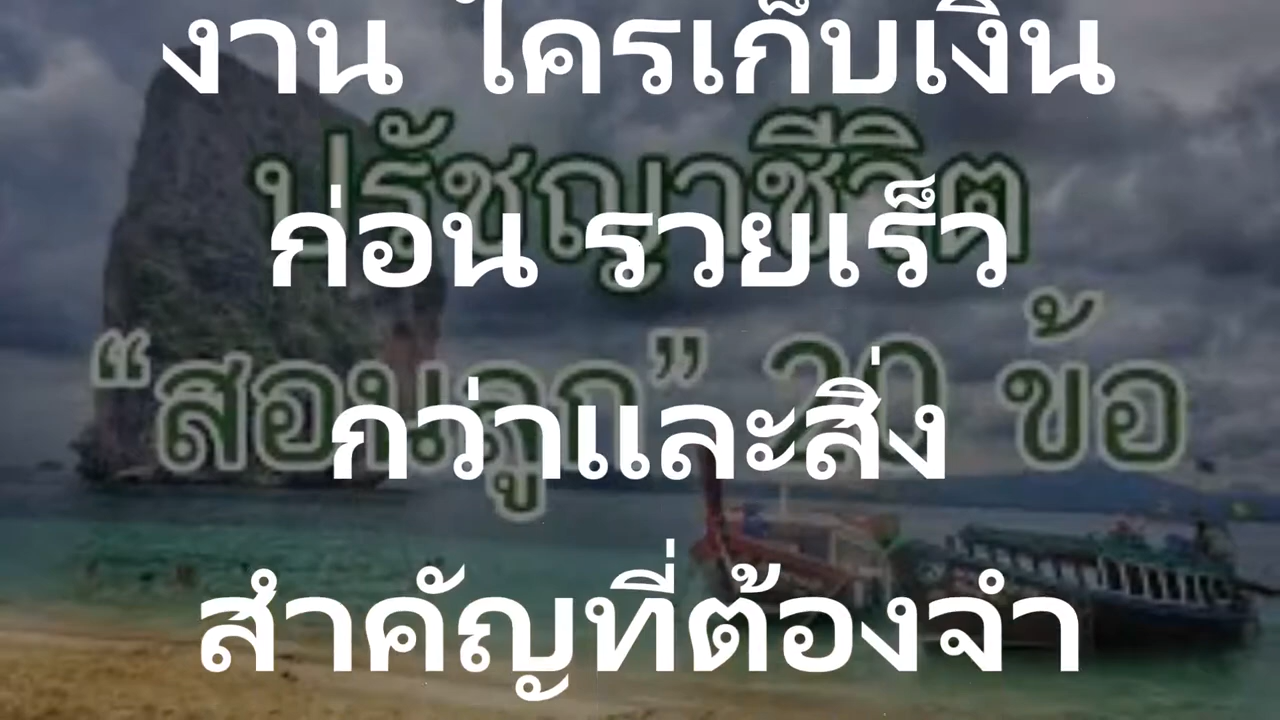 งาน ใครเก็บเงิน
ปรัชญาชีวิต
ก่อน รวยเร็ว
“สอนลูก” 20 ข้อ
กว่าและสิ่ง
สำคัญที่ต้องจำ